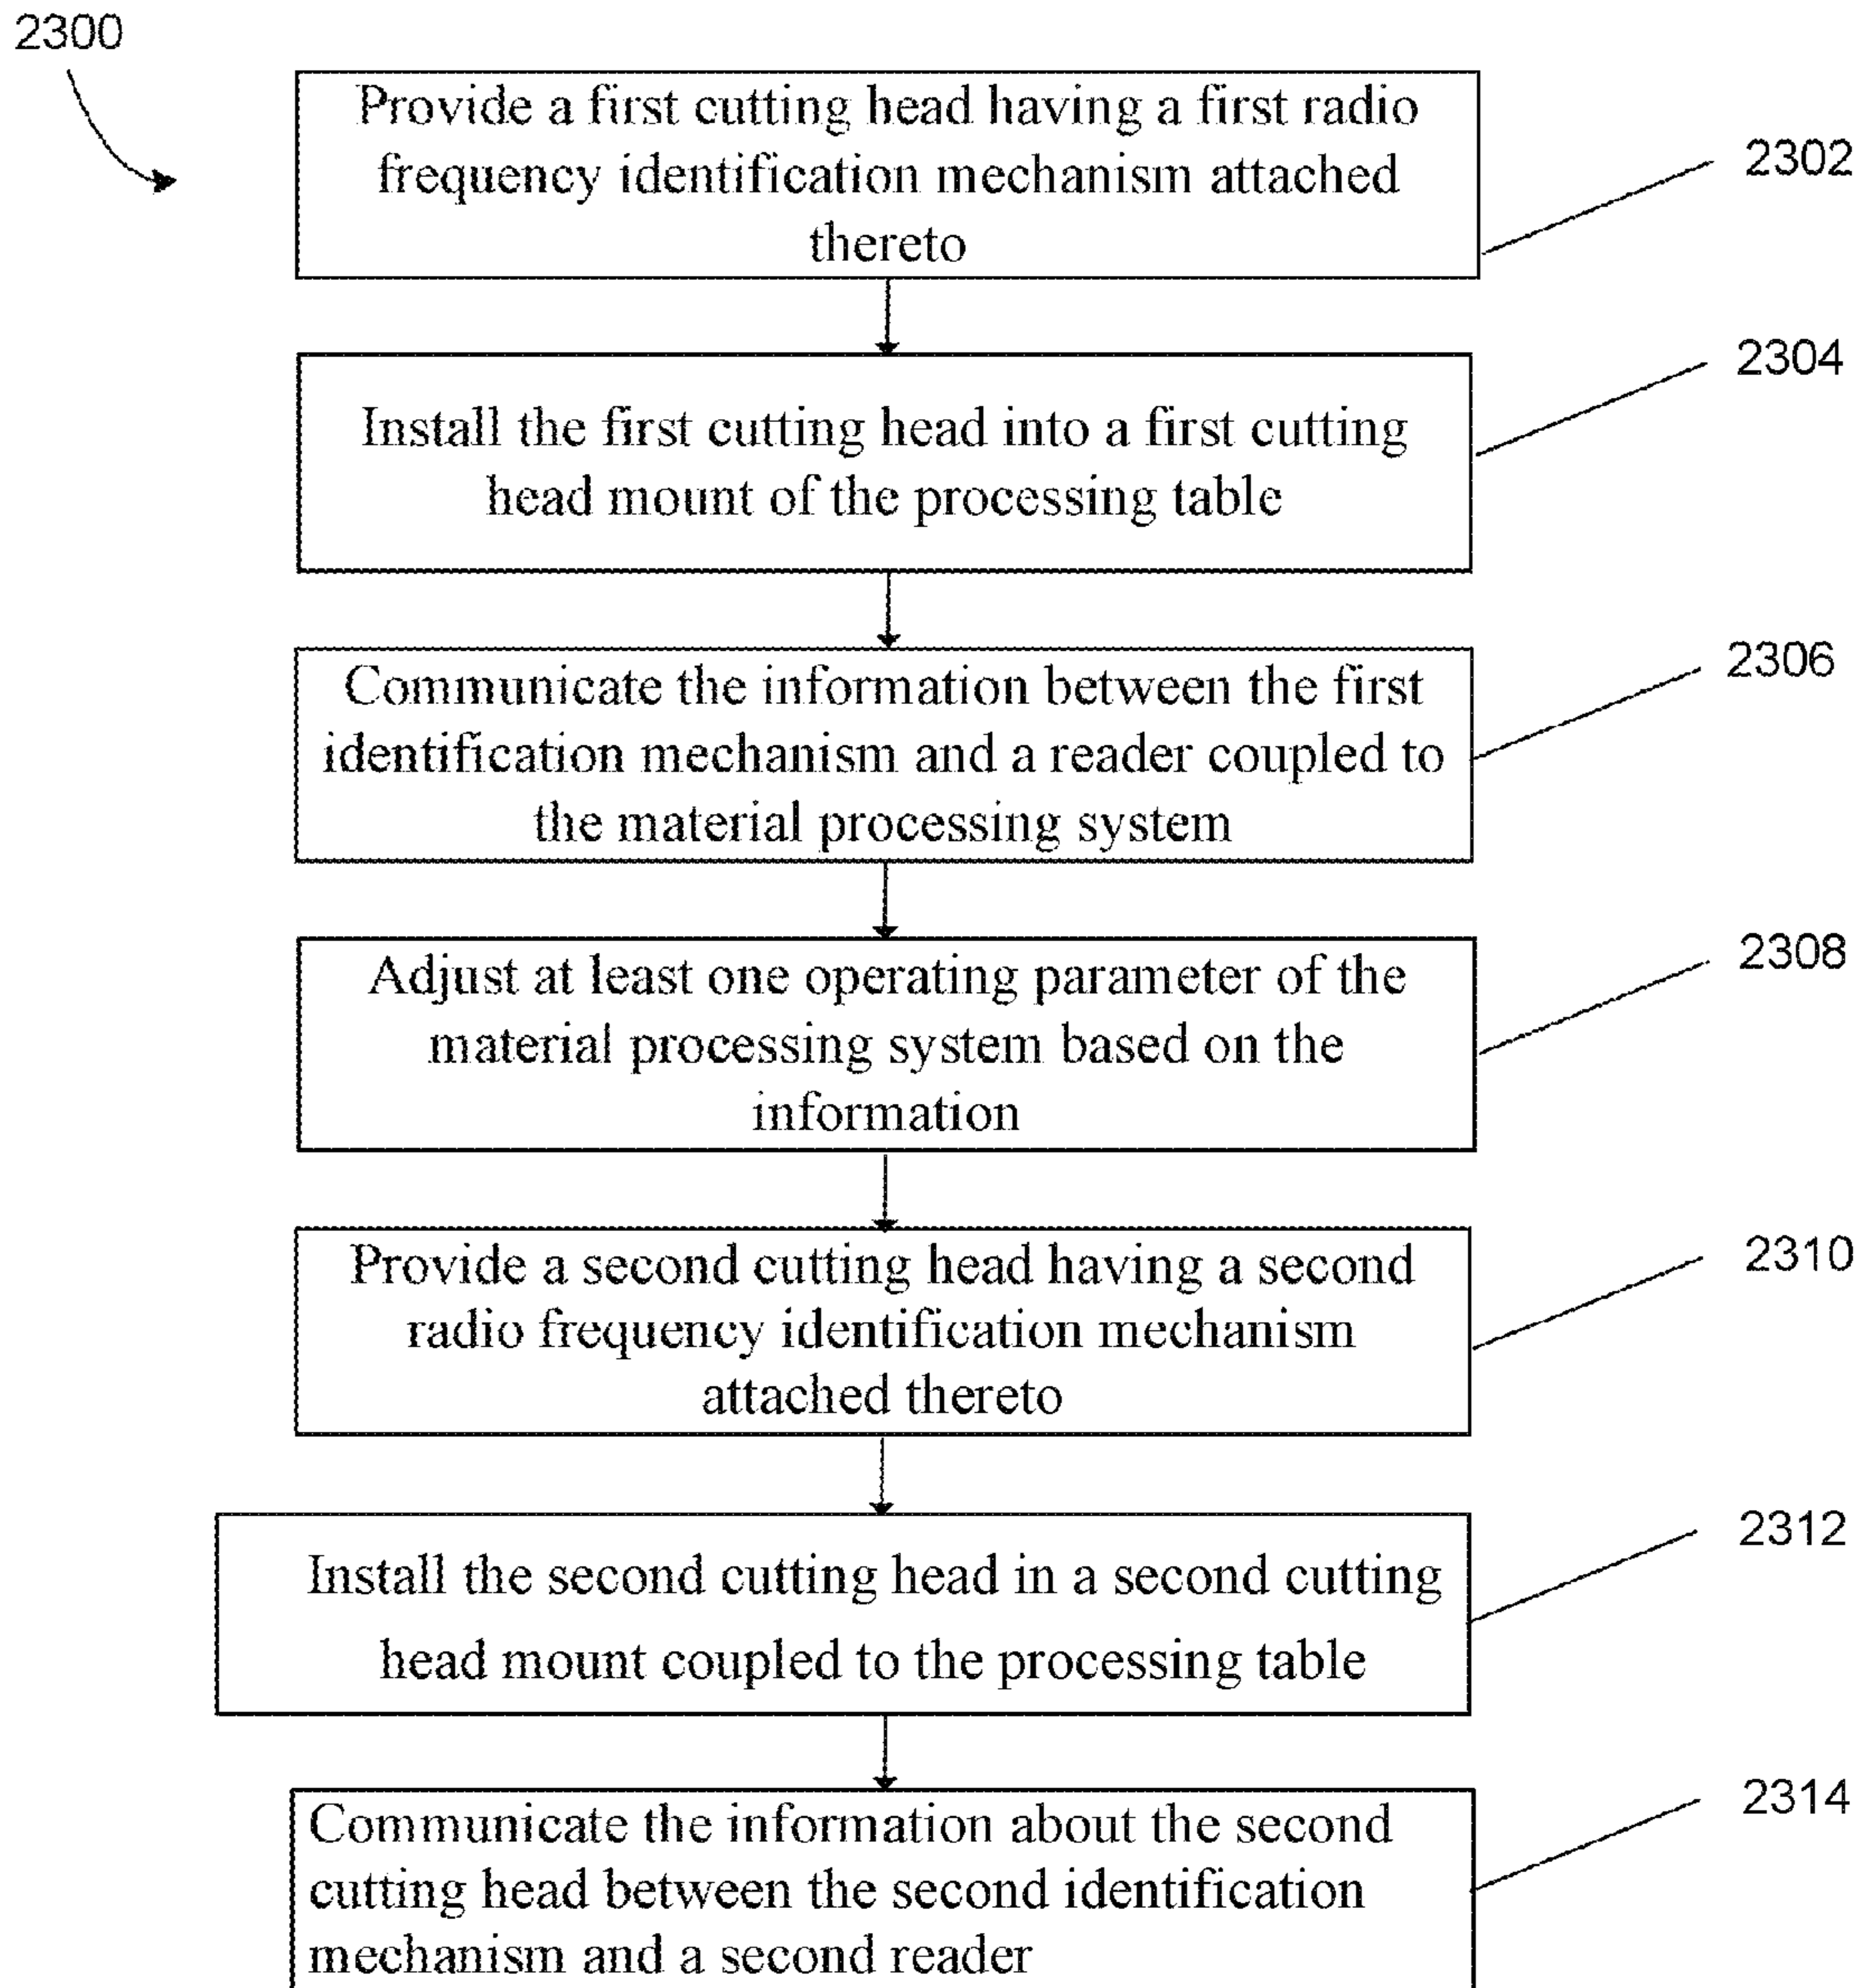 2300
Provide a first cutting head having a first radio
frequency identification mechanism attached
thereto
2302
Install the first cutting head into a first cutting
head mount of the processing table
2304
Communicate the information between the first
identification mechanism and a reader coupled to
the material processing system
2306
Adjust at least one operating parameter of the
material processing system based on the
information
2308
Provide a second cutting head having a second
radio frequency identification mechanism
attached thereto
2310
Install the second cutting head in a second cutting
head mount coupled to the processing table
2312
Communicate the information about the second
cutting head between the second identification
mechanism and a second reader
2314